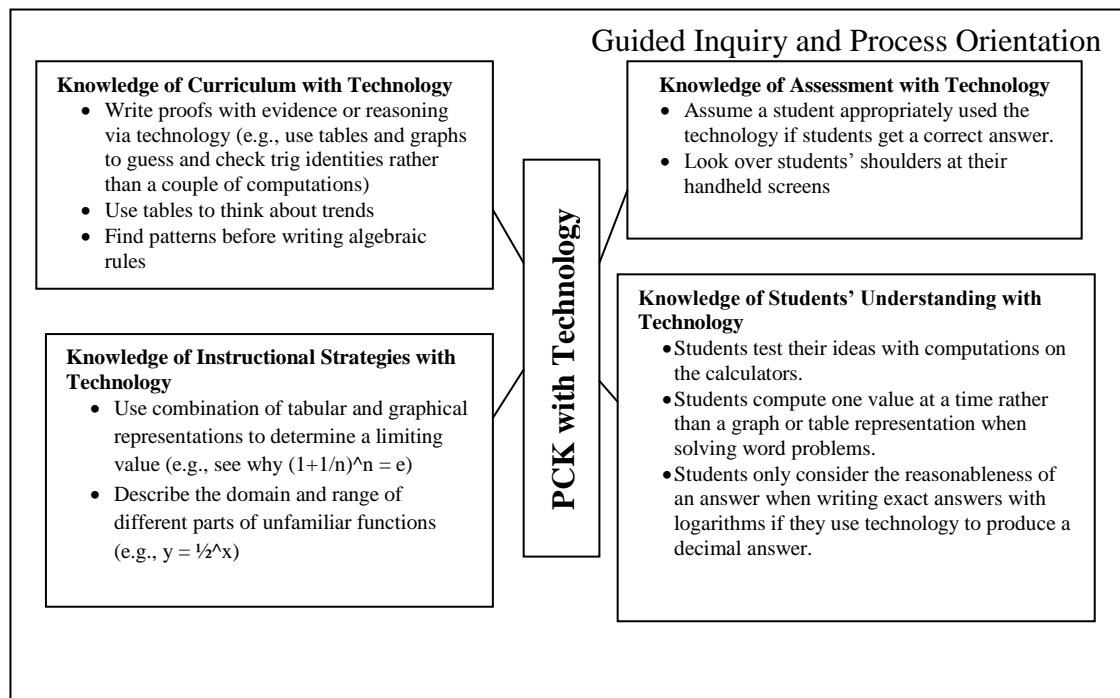 Guided Inquiry and Process Orientation
Knowledge of Curriculum with Technology
• Write proofs with evidence or reasoning
via technology (e.g., use tables and graphs
to guess and check trig identities rather
than a couple of computations)
• Use tables to think about trends
• Find patterns before writing algebraic
rules
Knowledge of Assessment with Technology
• Assume a student appropriately used the
technology if students get a correct answer.
• Look over students’ shoulders at their
handheld screens
PCK with Technology
Knowledge of Instructional Strategies with
Technology
• Use combination of tabular and graphical
representations to determine a limiting
value (e.g., see why (1+1/n)^n = e)
• Describe the domain and range of
different parts of unfamiliar functions
(e.g., y = ½^x)
Knowledge of Students’ Understanding with
Technology
•Students test their ideas with computations on
the calculators.
•Students compute one value at a time rather
than a graph or table representation when
solving word problems.
•Students only consider the reasonableness of
an answer when writing exact answers with
logarithms if they use technology to produce a
decimal answer.